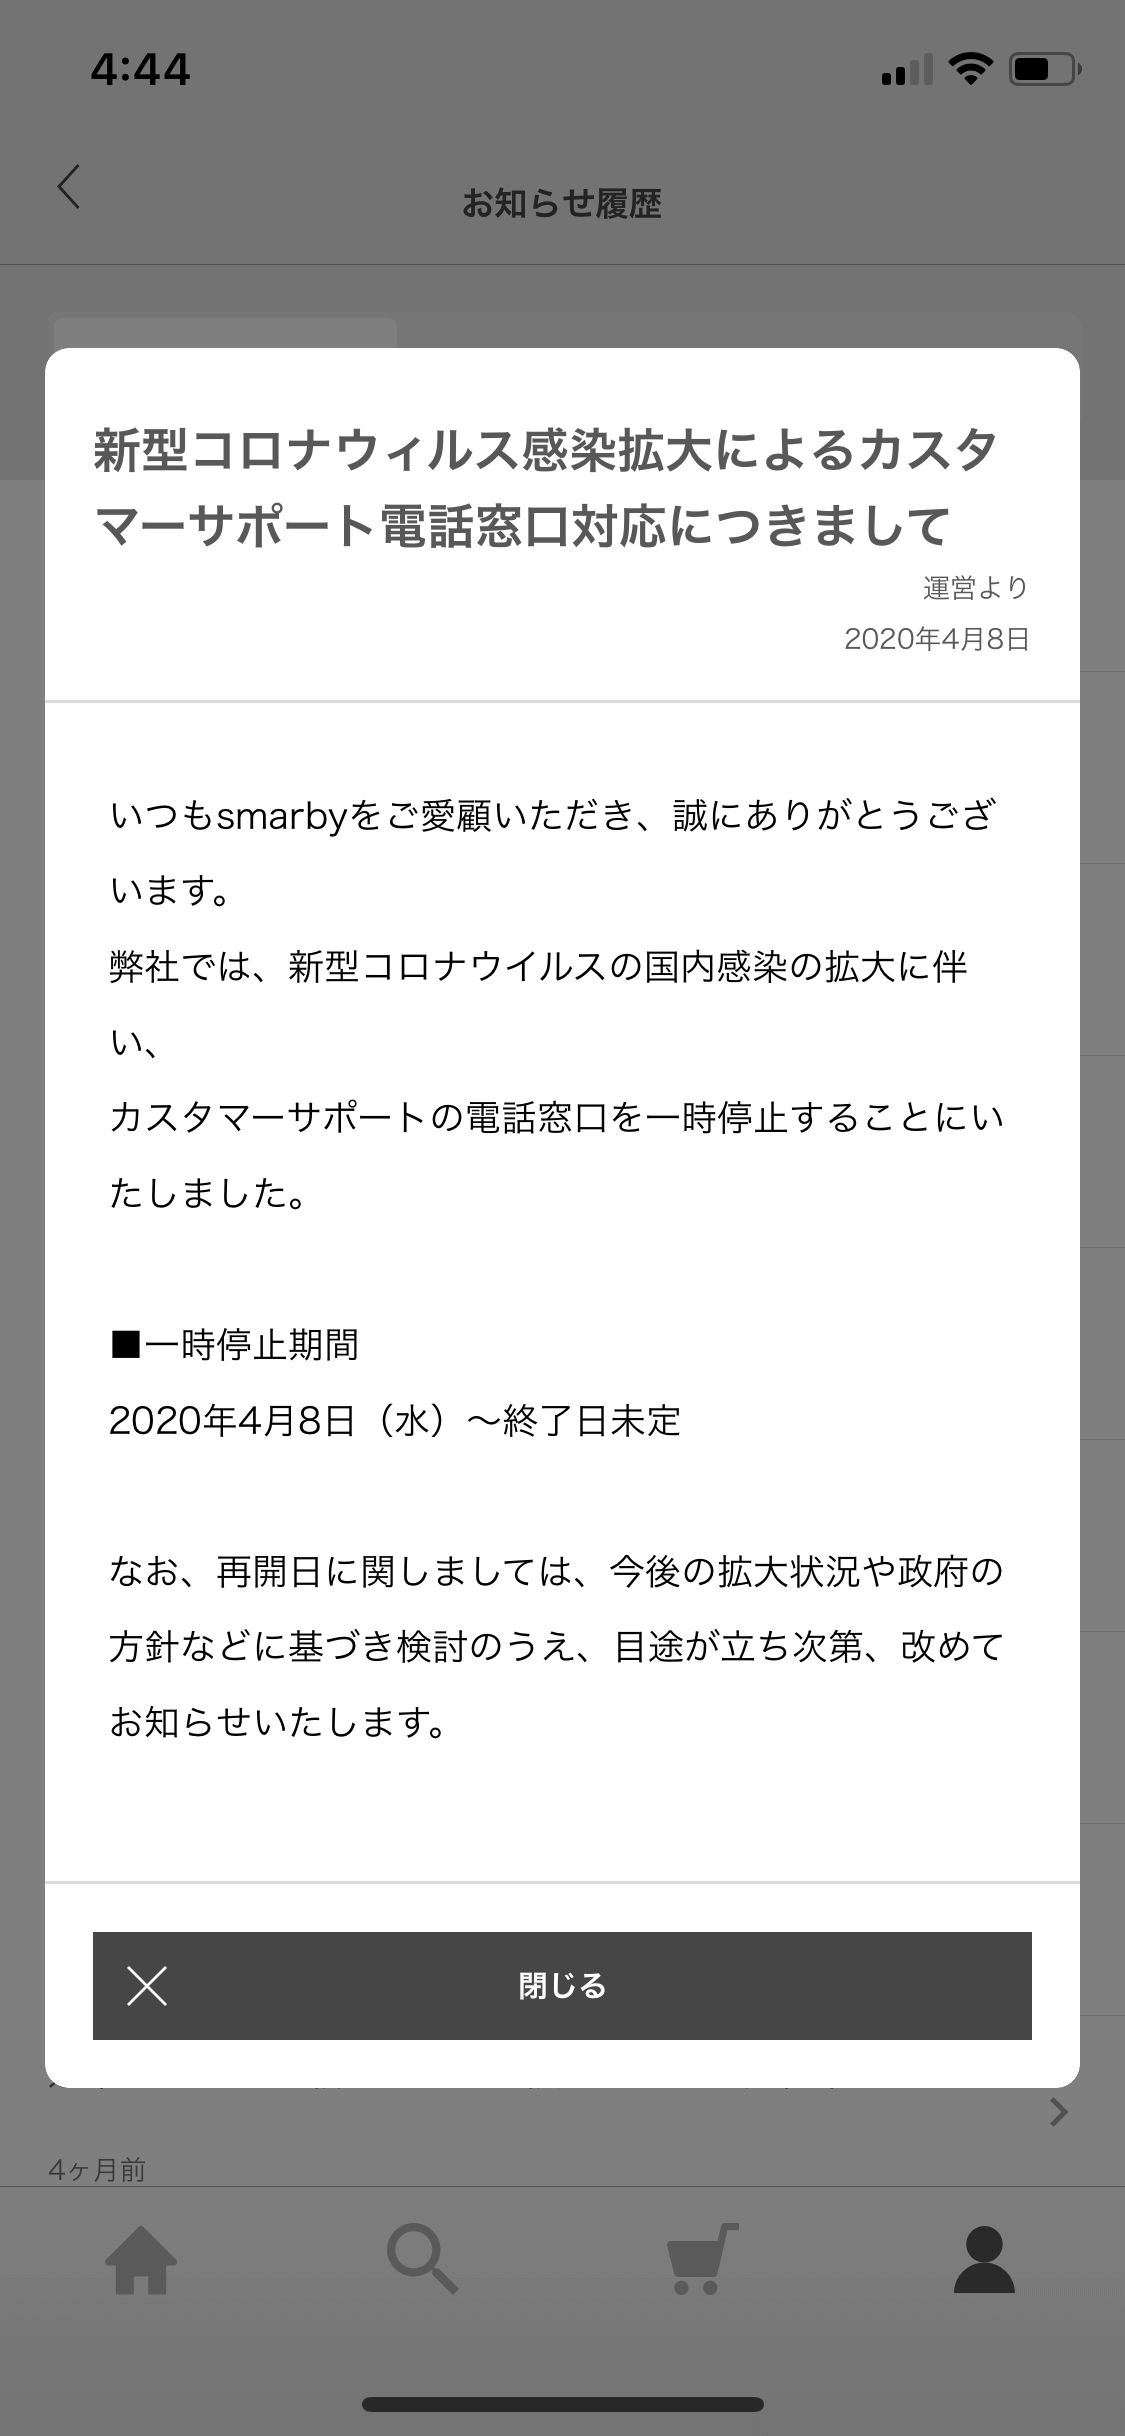 4:44
お知らせ履歴
新型コロナウィルス感染拡大によるカスタ
マーサポート電話窓口対応につきまして
運営より
2020年4月8日
いつもsmarbyをご愛顧いただき、誠にありがとうござ
います。
弊社では、新型コロナウイルスの国内感染の拡大に伴
い、
カスタマーサポートの電話窓口を一時停止することにい
たしました。
■一時停止期間
2020年4月8日（水）〜終了日未定
なお、再開日に関しましては、今後の拡大状況や政府の
方針などに基づき検討のうえ、目途が立ち次第、改めて
お知らせいたします。
閉じる
4ヶ月前